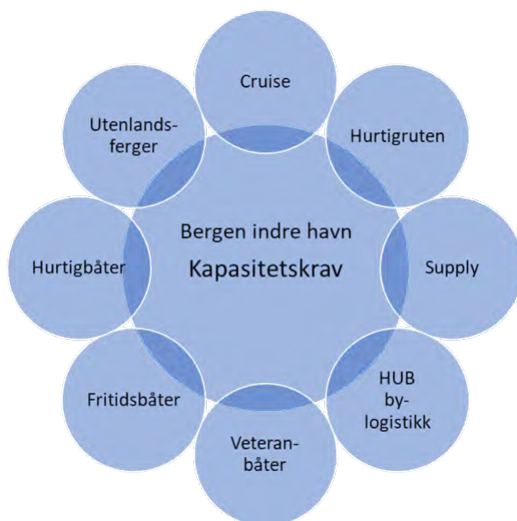 Cruise
Hurtigruten
Supply
HUB
by-
logistikk
Veteran-
båter
Fritidsbåter
Hurtigbåter
Utenlands-
ferger
Bergen indre havn
Kapasitetskrav